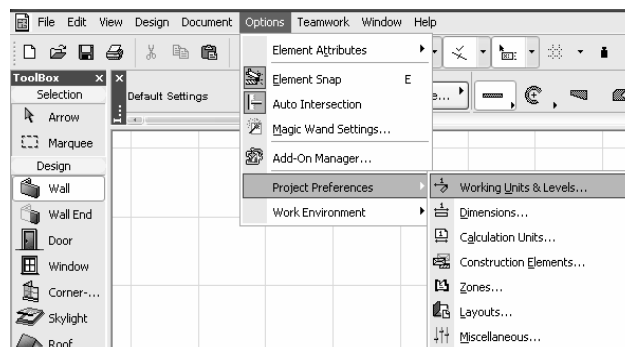 File Edit View Design Document Options Teamwork Window Help
ToolBox
Selection
Arrow
Marquee
Design
Wall
Wall End
Door
Window
Corner-...
Skylight
Roof
Default Settings
Element Attributes
Element Snap E
Auto Intersection
Magic Wand Settings...
Add-On Manager...
Project Preferences
Work Environment
Working Units & Levels...
Dimensions...
Calculation Units...
Construction Elements...
Zones...
Layouts...
Miscellaneous...